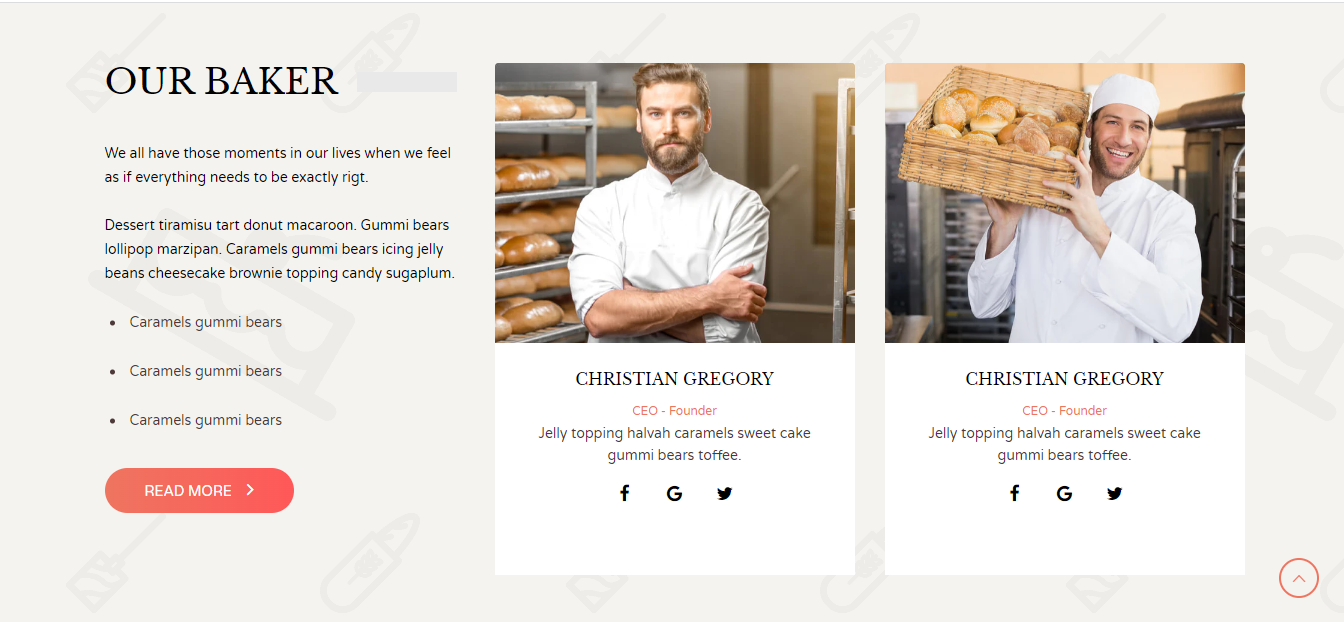 OUR BAKER
We all have those moments in our lives when we feel
as if everything needs to be exactly rigt.
Dessert tiramisu tart donut macaroon. Gummi bears
lollipop marzipan. Caramels gummi bears icing jelly
beans cheesecake brownie topping candy sugaplum.
Caramels gummi bears
Caramels gummi bears
Caramels gummi bears
READ MORE
CHRISTIAN GREGORY
CEO - Founder
Jelly topping halvah caramels sweet cake
gummi bears toffee.
CHRISTIAN GREGORY
CEO - Founder
Jelly topping halvah caramels sweet cake
gummi bears toffee.